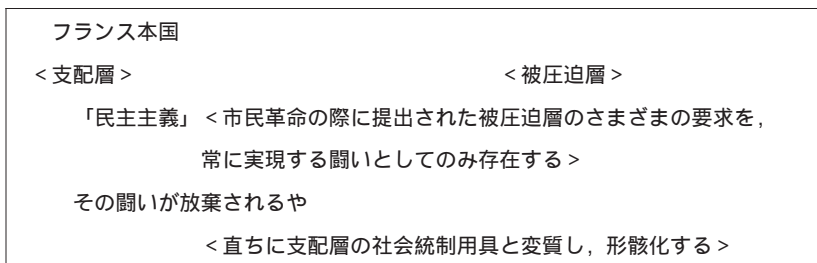 フランス本国
＜支配層＞ ＜被圧迫層＞
「民主主義」＜市民革命の際に提出された被圧迫層のさまざまの要求を，
常に実現する闘いとしてのみ存在する＞
その闘いが放棄されるや
＜直ちに支配層の社会統制用具と変質し，形骸化する＞